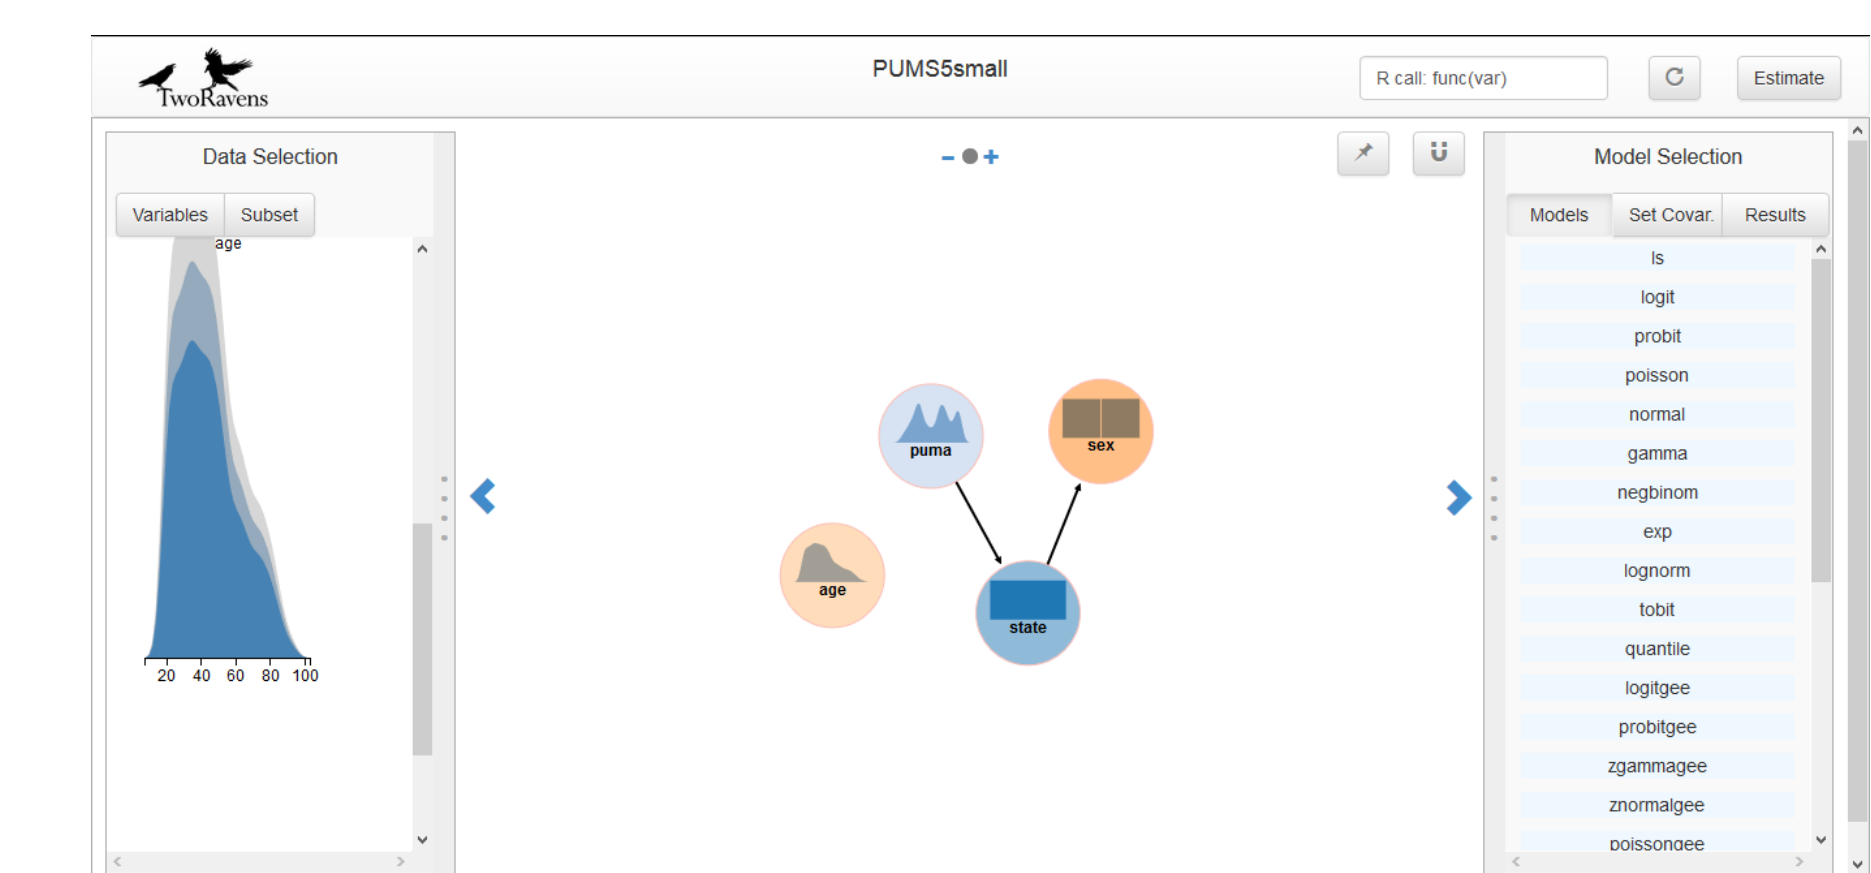 TwoRavens
PUMS5small
R call: func(var)
Estimate
Data Selection
Variables Subset
age
20 40 60 80 100
puma
sex
age
state
Model Selection
Models Set Covar. Results
ls
logit
probit
poisson
normal
gamma
negbinom
exp
lognorm
tobit
quantile
logitgee
probitgee
zgammagee
znormalgee
poissongee